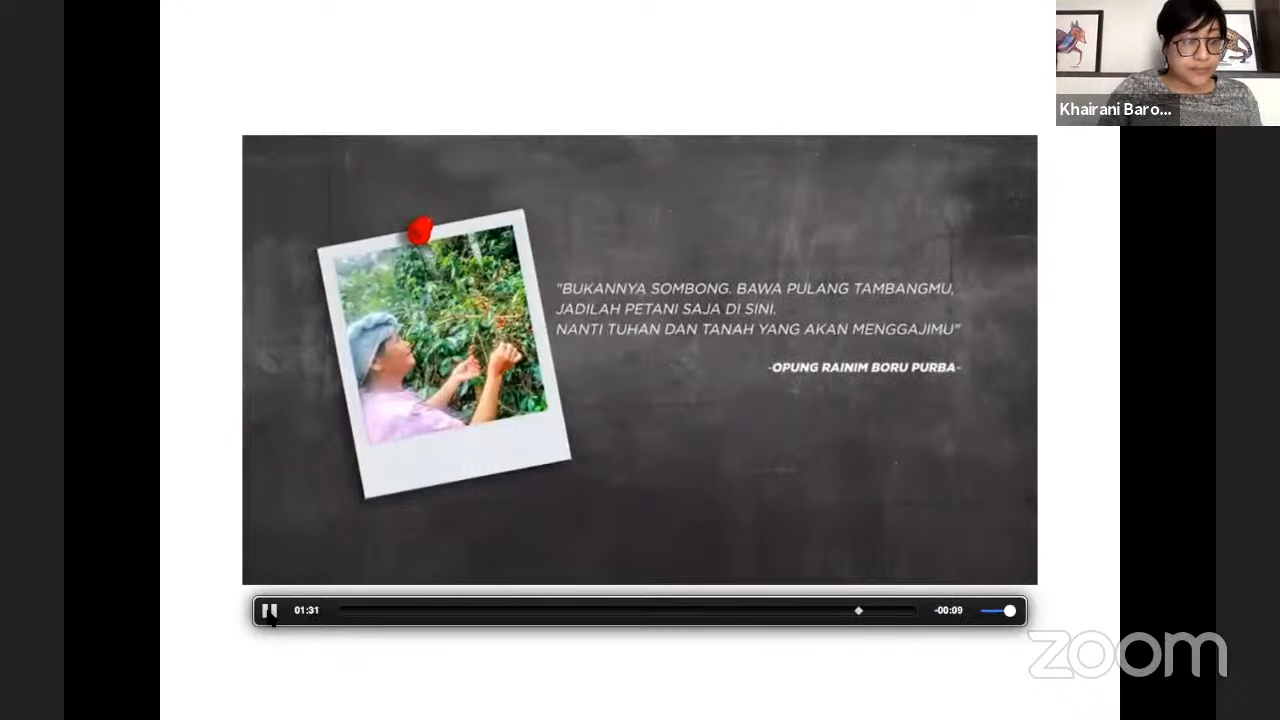 Khairani Baro...
"BUKANNYA SOMBONG. BAWA PULANG TAMBANGMU,
JADILAH PETANI SAJA DI SINI.
NANTI TUHAN DAN TANAH YANG AKAN MENGGAJIMU"
-OPUNG RAINIM BORU PURBA-
01:31
-00:09
zoom